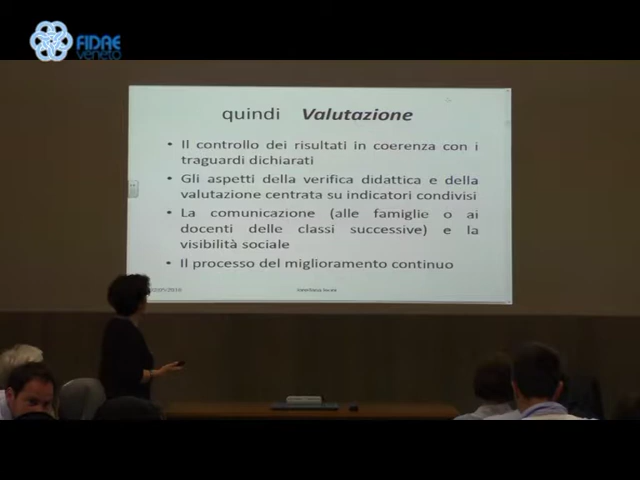 FIDAE
veneto
quindi Valutazione
• Il controllo dei risultati in coerenza con i
traguardi dichiarati
• Gli aspetti della verifica didattica e della
valutazione centrata su indicatori condivisi
• La comunicazione (alle famiglie o ai
docenti delle classi successive) e la
visibilità sociale
• Il processo del miglioramento continuo